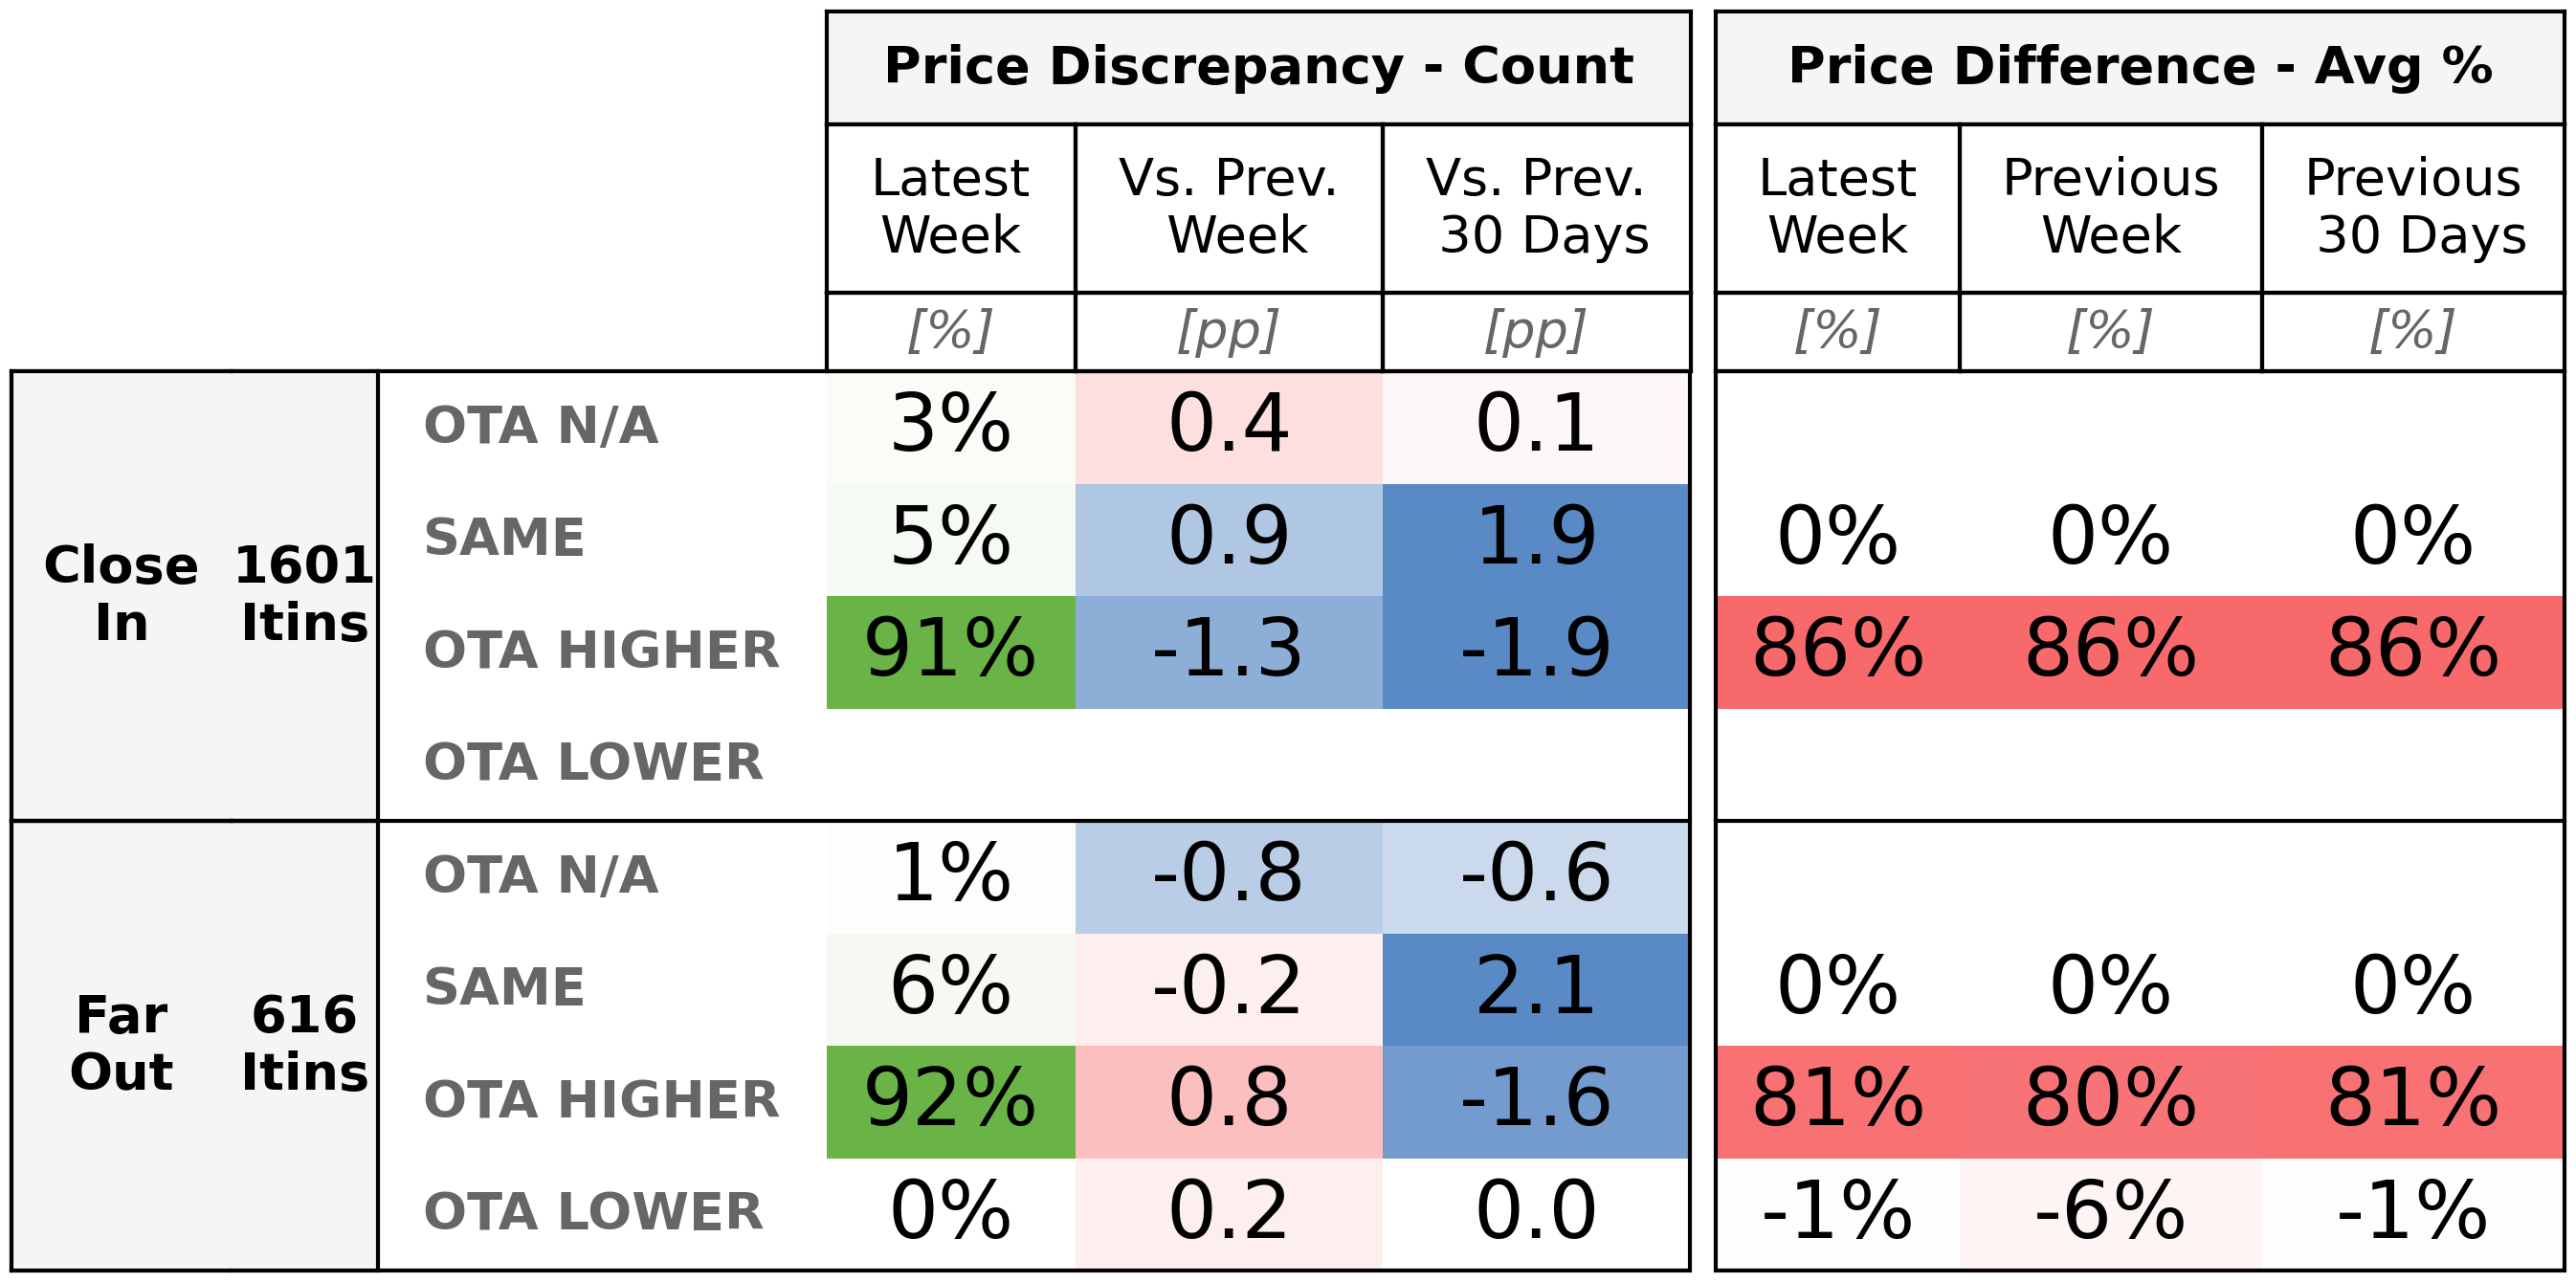 Price Discrepancy - Count Price Difference - Avg %
Latest Week Vs. Prev. Week Vs. Prev. 30 Days Latest Week Previous Week Previous 30 Days
[%] [pp] [pp] [%] [%] [%]
Close In 1601 Itins
OTA N/A 3% 0.4 0.1
SAME 5% 0.9 1.9 0% 0% 0%
OTA HIGHER 91% -1.3 -1.9 86% 86% 86%
OTA LOWER
Far Out 616 Itins
OTA N/A 1% -0.8 -0.6
SAME 6% -0.2 2.1 0% 0% 0%
OTA HIGHER 92% 0.8 -1.6 81% 80% 81%
OTA LOWER 0% 0.2 0.0 -1% -6% -1%